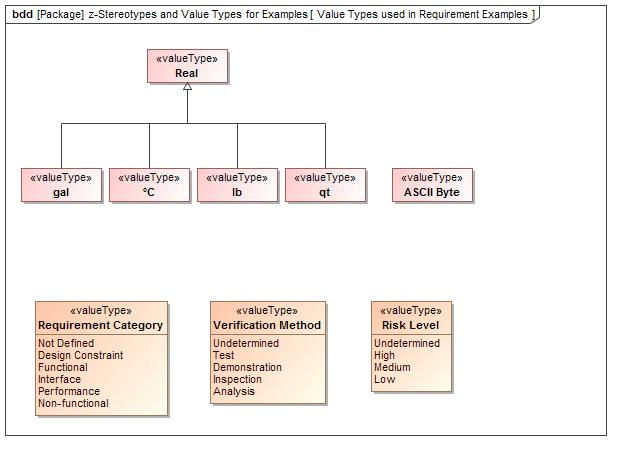 bdd [Package] z-Stereotypes and Value Types for Examples [ Value Types used in Requirement Examples ]
«valueType»
Real
«valueType»
gal
«valueType»
°C
«valueType»
lb
«valueType»
qt
«valueType»
ASCII Byte
«valueType»
Requirement Category
Not Defined
Design Constraint
Functional
Interface
Performance
Non-functional
«valueType»
Verification Method
Undetermined
Test
Demonstration
Inspection
Analysis
«valueType»
Risk Level
Undetermined
High
Medium
Low